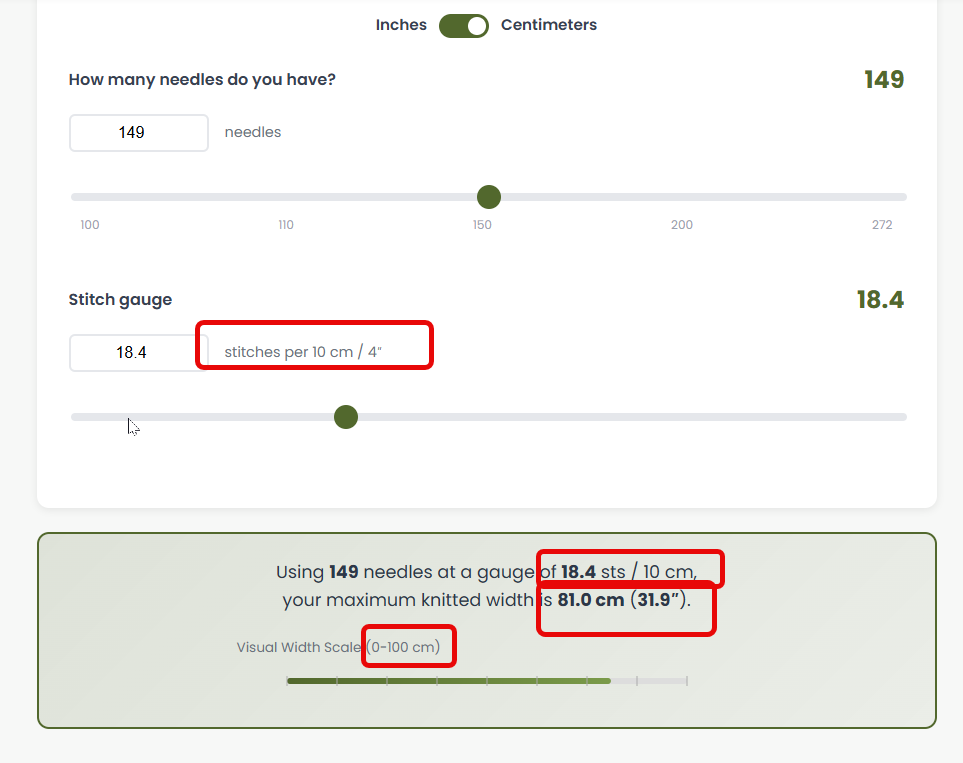 Inches Centimeters
How many needles do you have? 149
149 needles
100 110 150 200 272
Stitch gauge 18.4
18.4 stitches per 10 cm / 4″
Using 149 needles at a gauge of 18.4 sts / 10 cm,
your maximum knitted width is 81.0 cm (31.9″).
Visual Width Scale (0-100 cm)